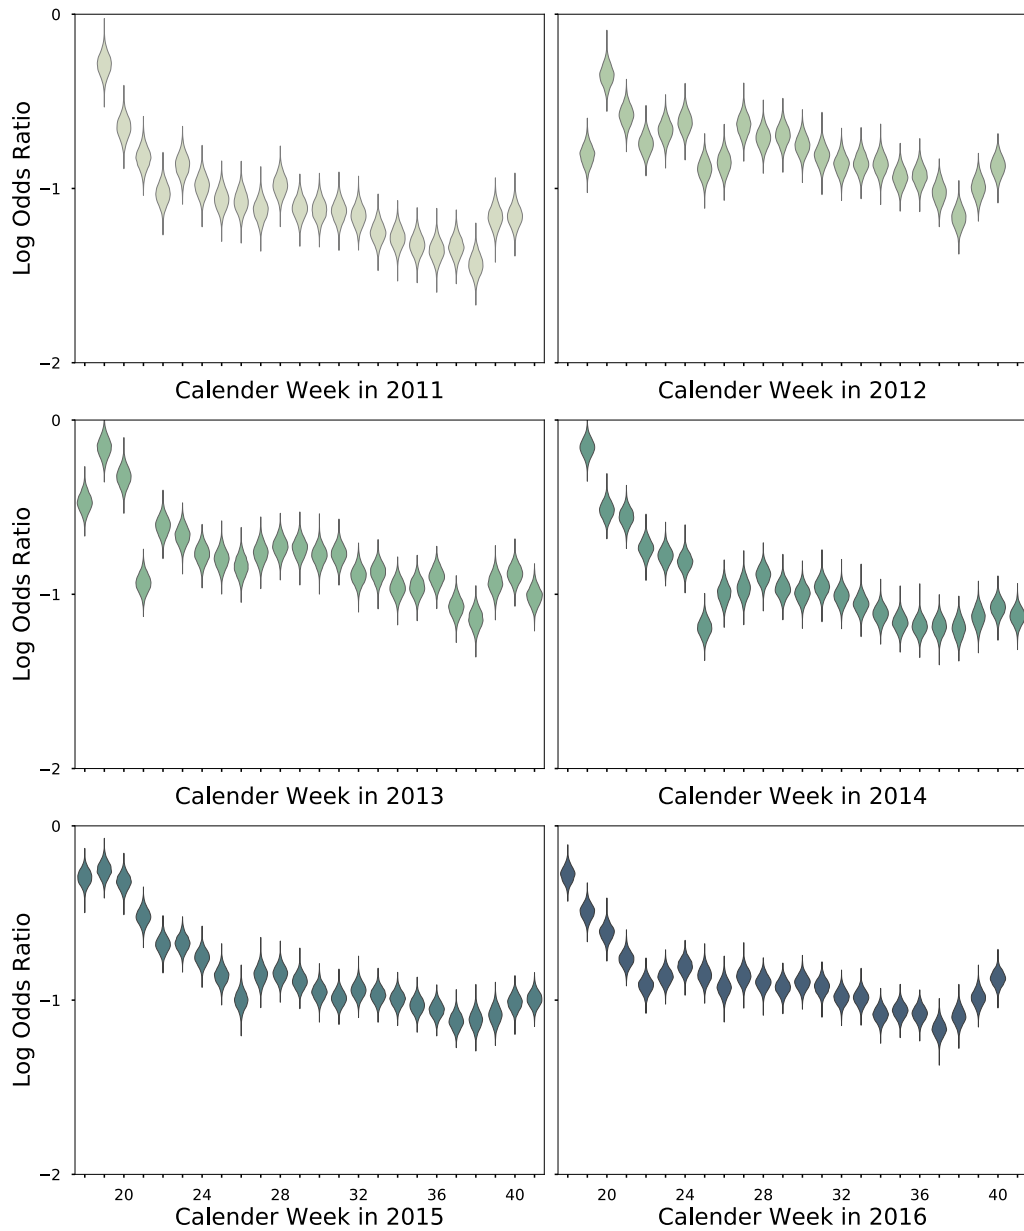 0
−1
−2
Log Odds Ratio
Calender Week in 2011
Calender Week in 2012
0
−1
−2
Log Odds Ratio
Calender Week in 2013
Calender Week in 2014
0
−1
−2
Log Odds Ratio
20 24 28 32 36 40
20 24 28 32 36 40
Calender Week in 2015
Calender Week in 2016